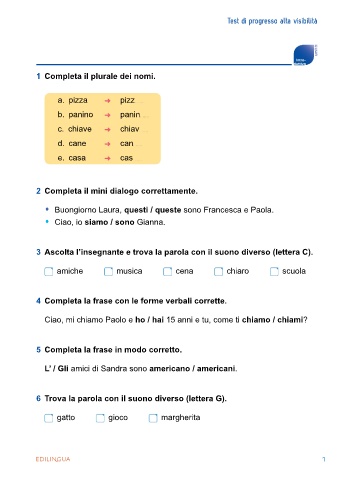 Test di progresso alta visibilità
1 Completa il plurale dei nomi.
a. pizza ➔ pizz...
b. panino ➔ panin...
c. chiave ➔ chiav...
d. cane ➔ can...
e. casa ➔ cas...
2 Completa il mini dialogo correttamente.
• Buongiorno Laura, questi / queste sono Francesca e Paola.
• Ciao, io siamo / sono Gianna.
3 Ascolta l'insegnante e trova la parola con il suono diverso (lettera C).
amiche musica cena chiaro scuola
4 Completa la frase con le forme verbali corrette.
Ciao, mi chiamo Paolo e ho / hai 15 anni e tu, come ti chiamo / chiami?
5 Completa la frase in modo corretto.
L' / Gli amici di Sandra sono americano / americani.
6 Trova la parola con il suono diverso (lettera G).
gatto gioco margherita
EDILINGUA 1